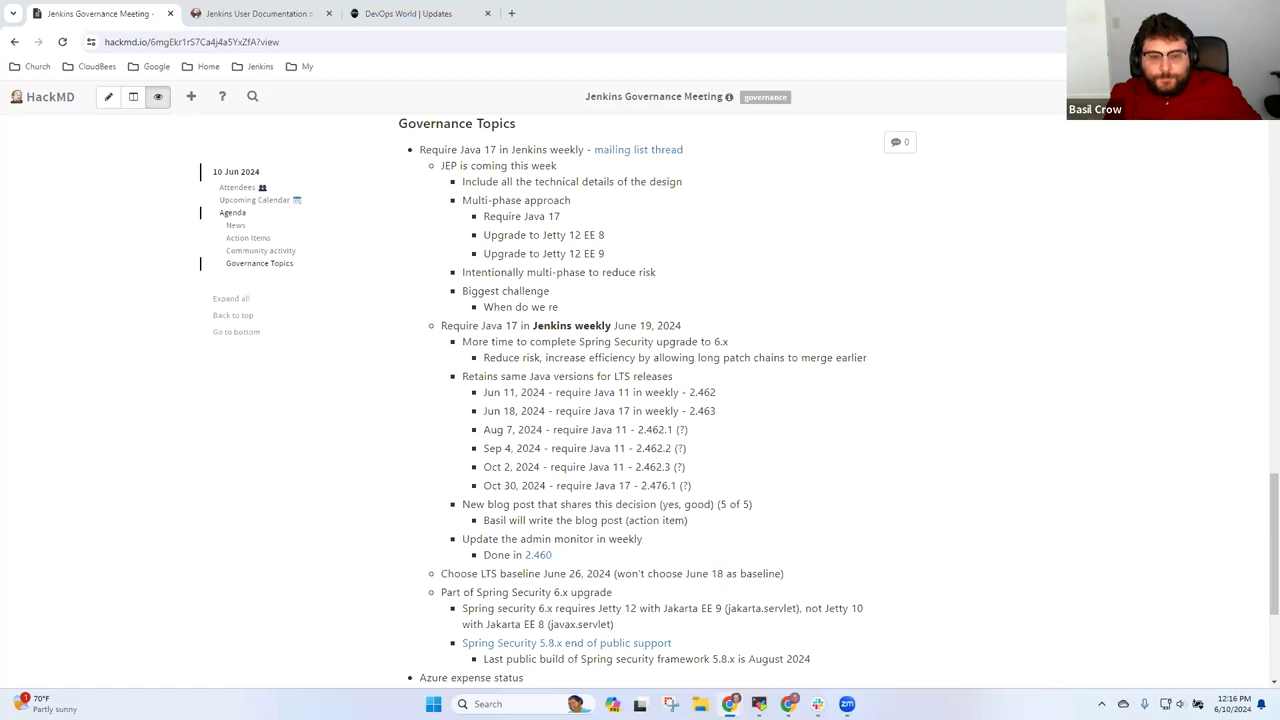 Jenkins Governance Meeting -
Jenkins User Documentation
DevOps World | Updates
hackmd.io/6mgEkr1rS7Ca4j4a5YxZfA?view
Church
CloudBees
Google
Home
Jenkins
My
HackMD
Jenkins Governance Meeting
governance
Basil Crow
0
10 Jun 2024
Attendees
Upcoming Calendar
Agenda
News
Action Items
Community activity
Governance Topics
Expand all
Back to top
Go to bottom
Governance Topics
Require Java 17 in Jenkins weekly - mailing list thread
JEP is coming this week
Include all the technical details of the design
Multi-phase approach
Require Java 17
Upgrade to Jetty 12 EE 8
Upgrade to Jetty 12 EE 9
Intentionally multi-phase to reduce risk
Biggest challenge
When do we re
Require Java 17 in Jenkins weekly June 19, 2024
More time to complete Spring Security upgrade to 6.x
Reduce risk, increase efficiency by allowing long patch chains to merge earlier
Retains same Java versions for LTS releases
Jun 11, 2024 - require Java 11 in weekly - 2.462
Jun 18, 2024 - require Java 17 in weekly - 2.463
Aug 7, 2024 - require Java 11 - 2.462.1 (?)
Sep 4, 2024 - require Java 11 - 2.462.2 (?)
Oct 2, 2024 - require Java 11 - 2.462.3 (?)
Oct 30, 2024 - require Java 17 - 2.476.1 (?)
New blog post that shares this decision (yes, good) (5 of 5)
Basil will write the blog post (action item)
Update the admin monitor in weekly
Done in 2.460
Choose LTS baseline June 26, 2024 (won't choose June 18 as baseline)
Part of Spring Security 6.x upgrade
Spring security 6.x requires Jetty 12 with Jakarta EE 9 (jakarta.servlet), not Jetty 10
with Jakarta EE 8 (javax.servlet)
Spring Security 5.8.x end of public support
Last public build of Spring security framework 5.8.x is August 2024
Azure expense status
1
70°F
Partly sunny
Search
12:16 PM
6/10/2024